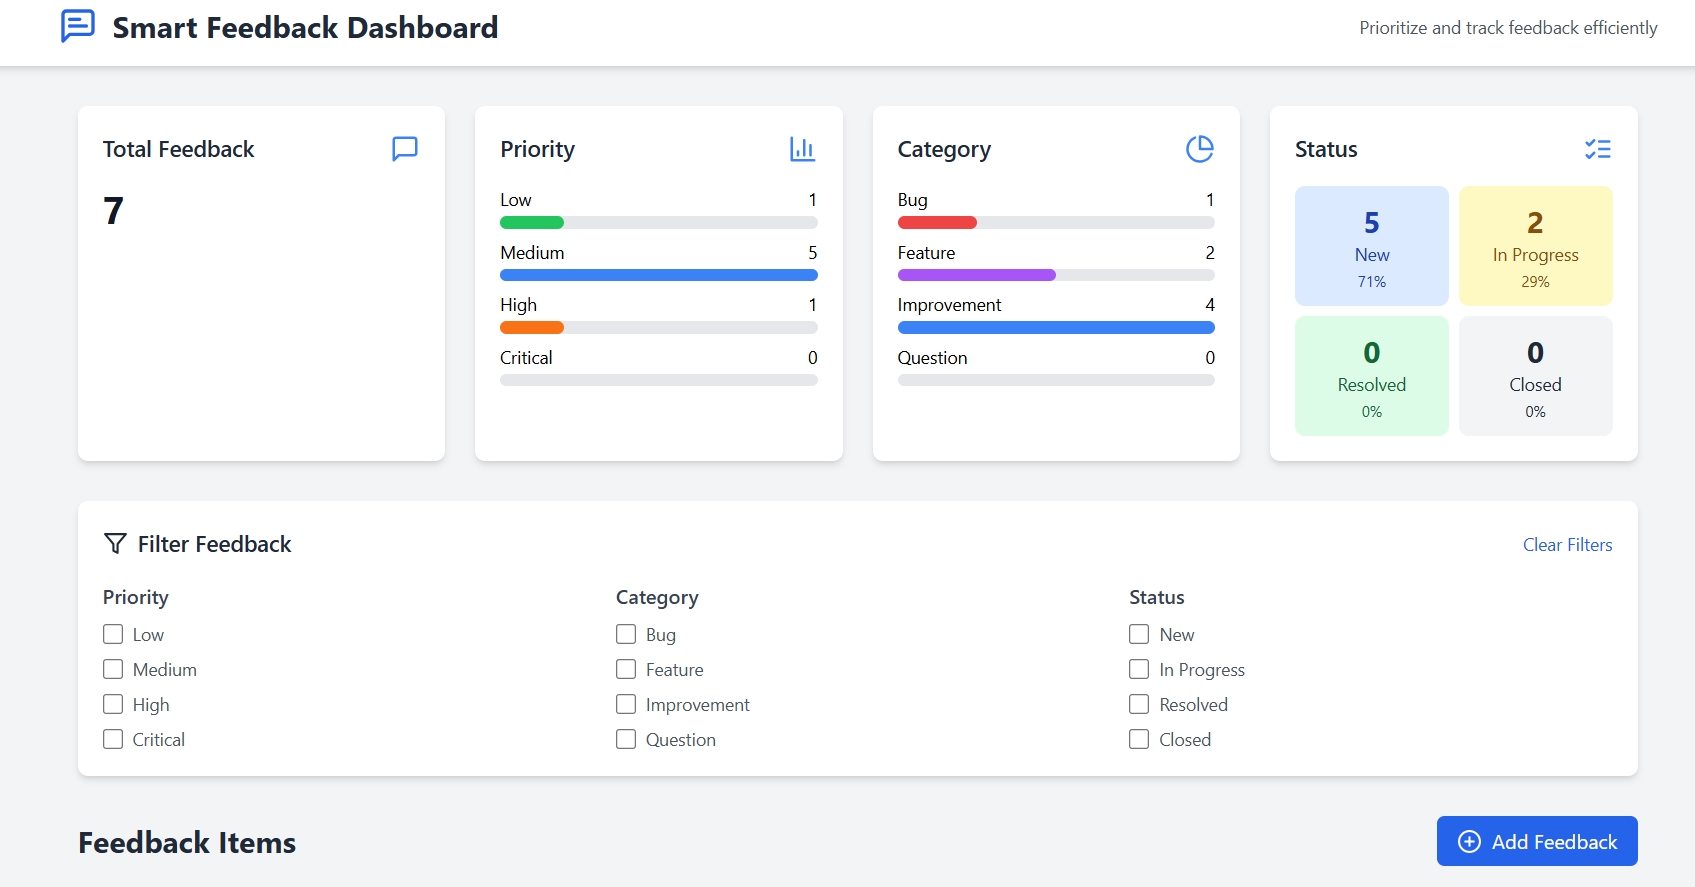 Smart Feedback Dashboard
Prioritize and track feedback efficiently
Total Feedback
7
Priority
Low 1
Medium 5
High 1
Critical 0
Category
Bug 1
Feature 2
Improvement 4
Question 0
Status
5
New
71%
2
In Progress
29%
0
Resolved
0%
0
Closed
0%
Filter Feedback
Clear Filters
Priority
Low
Medium
High
Critical
Category
Bug
Feature
Improvement
Question
Status
New
In Progress
Resolved
Closed
Feedback Items
Add Feedback